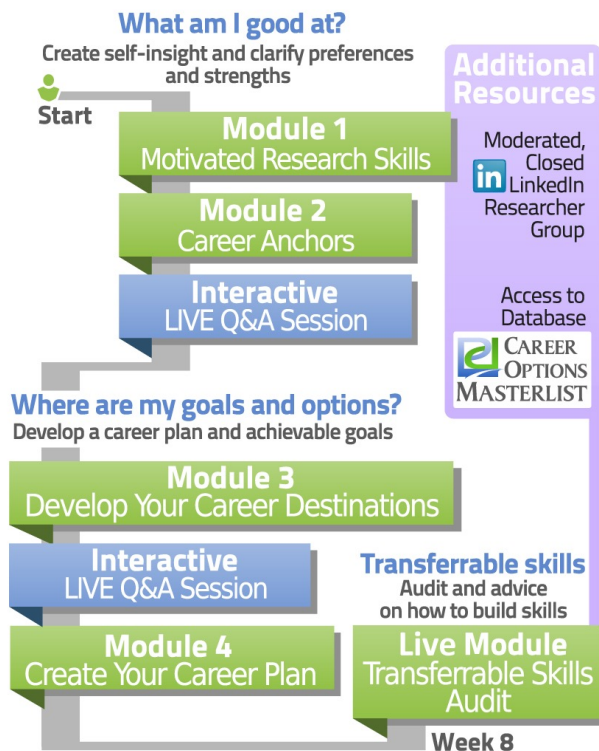 What am I good at?
Create self-insight and clarify preferences
and strengths
Start
Module 1
Motivated Research Skills
Module 2
Career Anchors
Interactive
LIVE Q&A Session
Additional
Resources
Moderated,
Closed
in LinkedIn
Researcher
Group
Access to
Database
CAREER
OPTIONS
MASTERLIST
Where are my goals and options?
Develop a career plan and achievable goals
Module 3
Develop Your Career Destinations
Interactive
LIVE Q&A Session
Module 4
Create Your Career Plan
Transferrable skills
Audit and advice
on how to build skills
Live Module
Transferrable Skills
Audit
Week 8